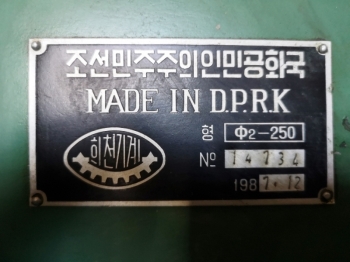 조선민주주의인민공화국
MADE IN D.P.R.K
형 Φ2-250
희천기계
№ 14734
1987.12